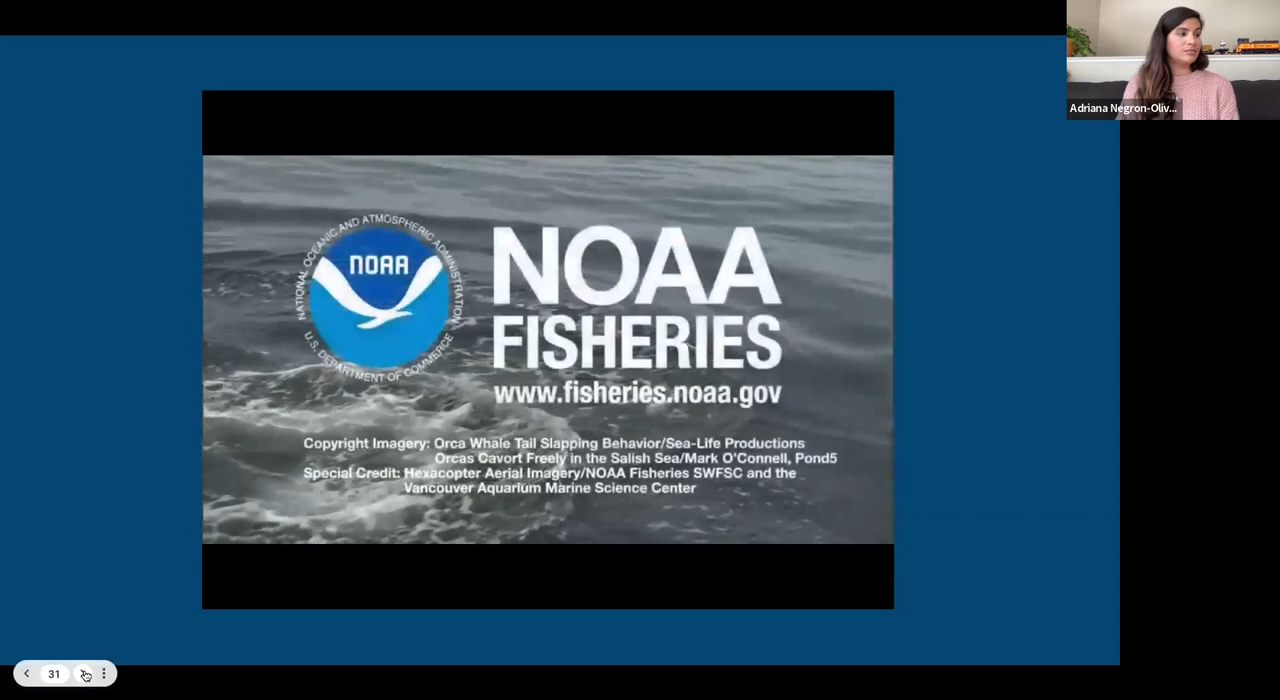 Adriana Negron-Oliv...
NATIONAL OCEANIC AND ATMOSPHERIC ADMINISTRATION
NOAA
U.S. DEPARTMENT OF COMMERCE
NOAA
FISHERIES
www.fisheries.noaa.gov
Copyright Imagery: Orca Whale Tail Slapping Behavior/Sea-Life Productions
Orcas Cavort Freely in the Salish Sea/Mark O'Connell, Pond5
Special Credit: Hexacopter Aerial Imagery/NOAA Fisheries SWFSC and the
Vancouver Aquarium Marine Science Center
31